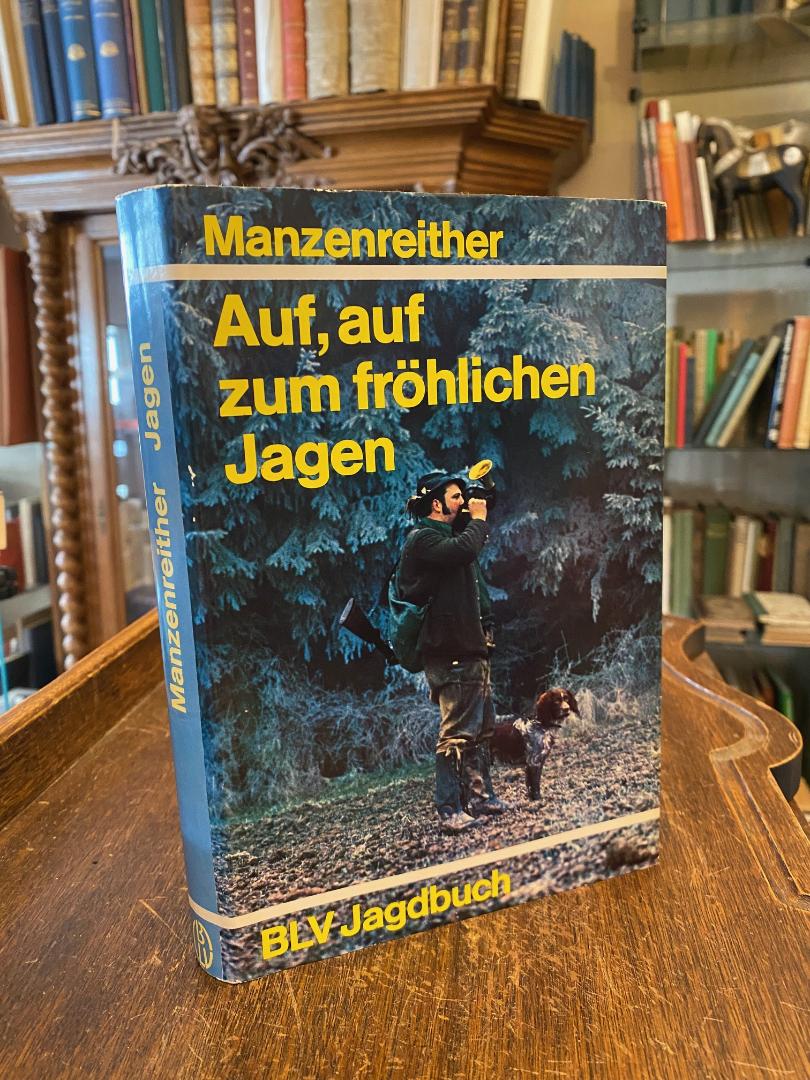 Manzenreither
Auf, auf
zum fröhlichen
Jagen
BLV Jagdbuch
Manzenreither Jagen